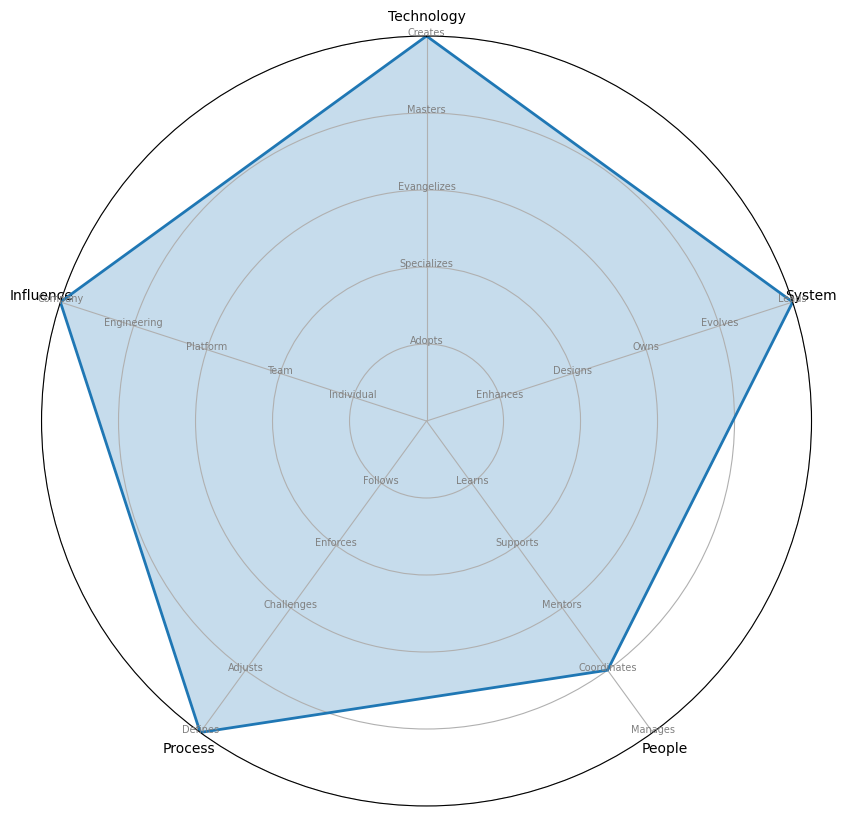 Technology
Creates
Masters
Evangelizes
Specializes
Adopts
Influence
Company
Engineering
Platform
Team
Individual
System
Leads
Evolves
Owns
Designs
Enhances
Follows
Enforces
Challenges
Adjusts
Defines
Process
Learns
Supports
Mentors
Coordinates
Manages
People